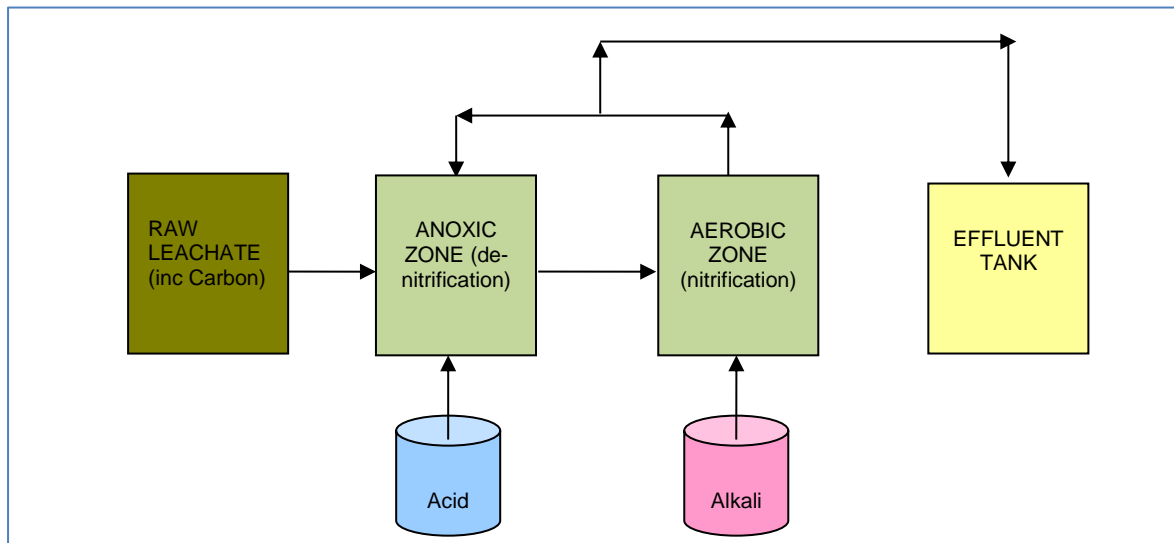 RAW
LEACHATE
(inc Carbon)
ANOXIC
ZONE (de-
nitrification)
AEROBIC
ZONE
(nitrification)
EFFLUENT
TANK
Acid
Alkali